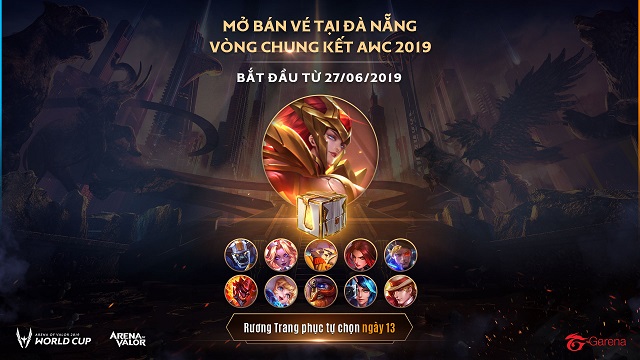 MỞ BÁN VÉ TẠI ĐÀ NẴNG
VÒNG CHUNG KẾT AWC 2019
BẮT ĐẦU TỪ 27/06/2019
Rương Trang phục tự chọn ngày 13
ARENA OF VALOR 2019
WORLD CUP
ARENA OF
VALOR
Garena